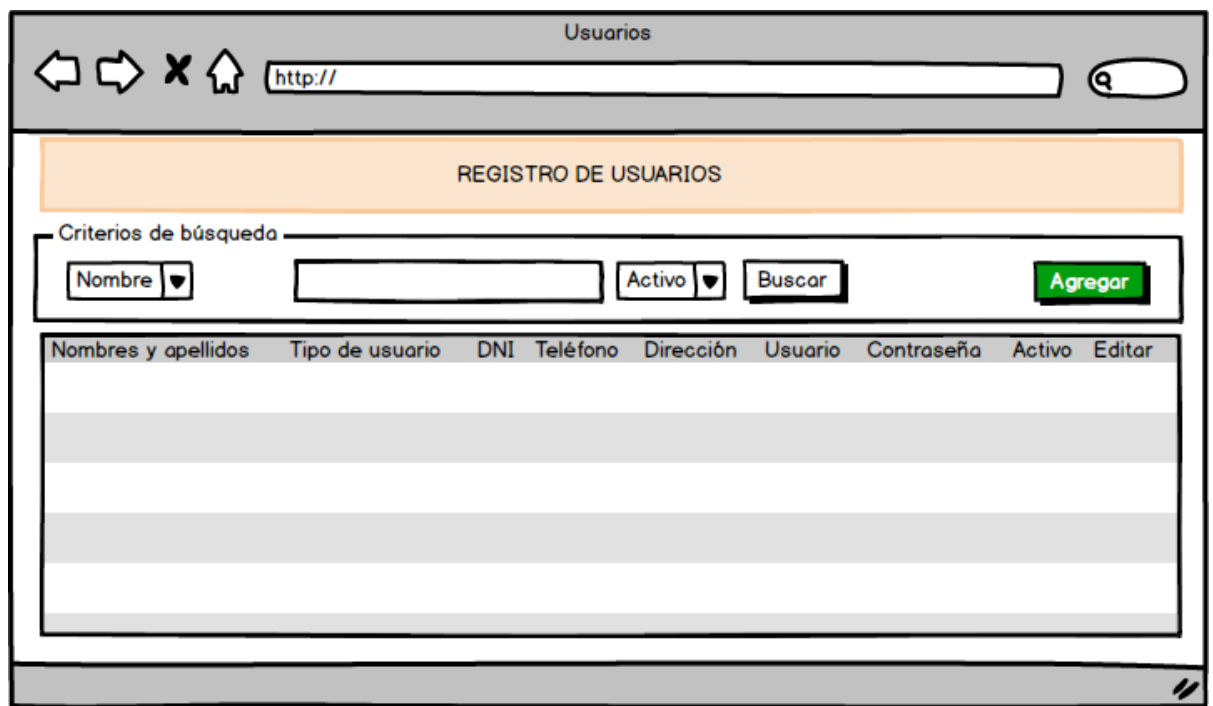 Usuarios
http://
REGISTRO DE USUARIOS
Criterios de búsqueda
Nombre Activo Buscar Agregar
Nombres y apellidos Tipo de usuario DNI Teléfono Dirección Usuario Contraseña Activo Editar